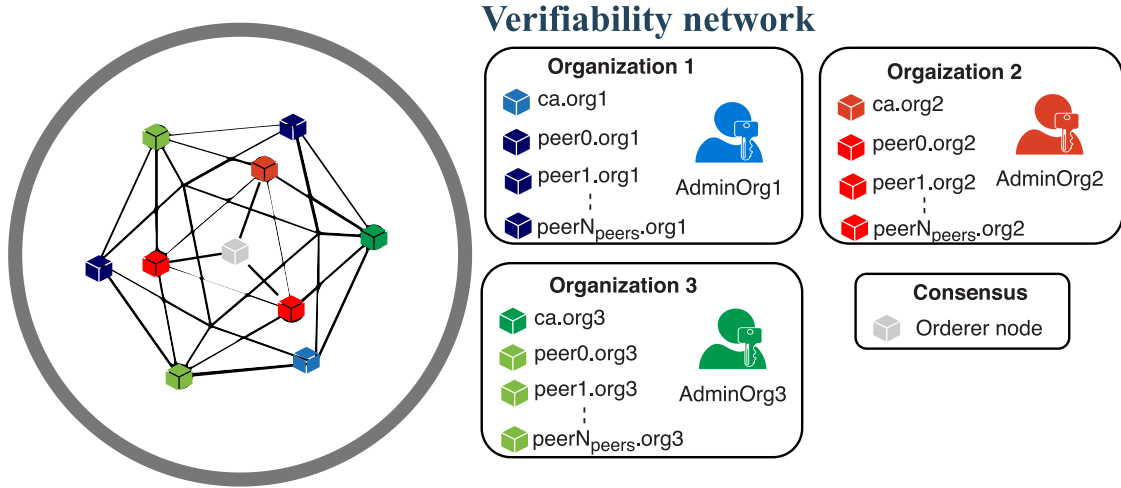 Verifiability network
Organization 1
ca.org1
peer0.org1
peer1.org1
peerNpeers.org1
AdminOrg1
Orgaization 2
ca.org2
peer0.org2
peer1.org2
peerNpeers.org2
AdminOrg2
Organization 3
ca.org3
peer0.org3
peer1.org3
peerNpeers.org3
AdminOrg3
Consensus
Orderer node